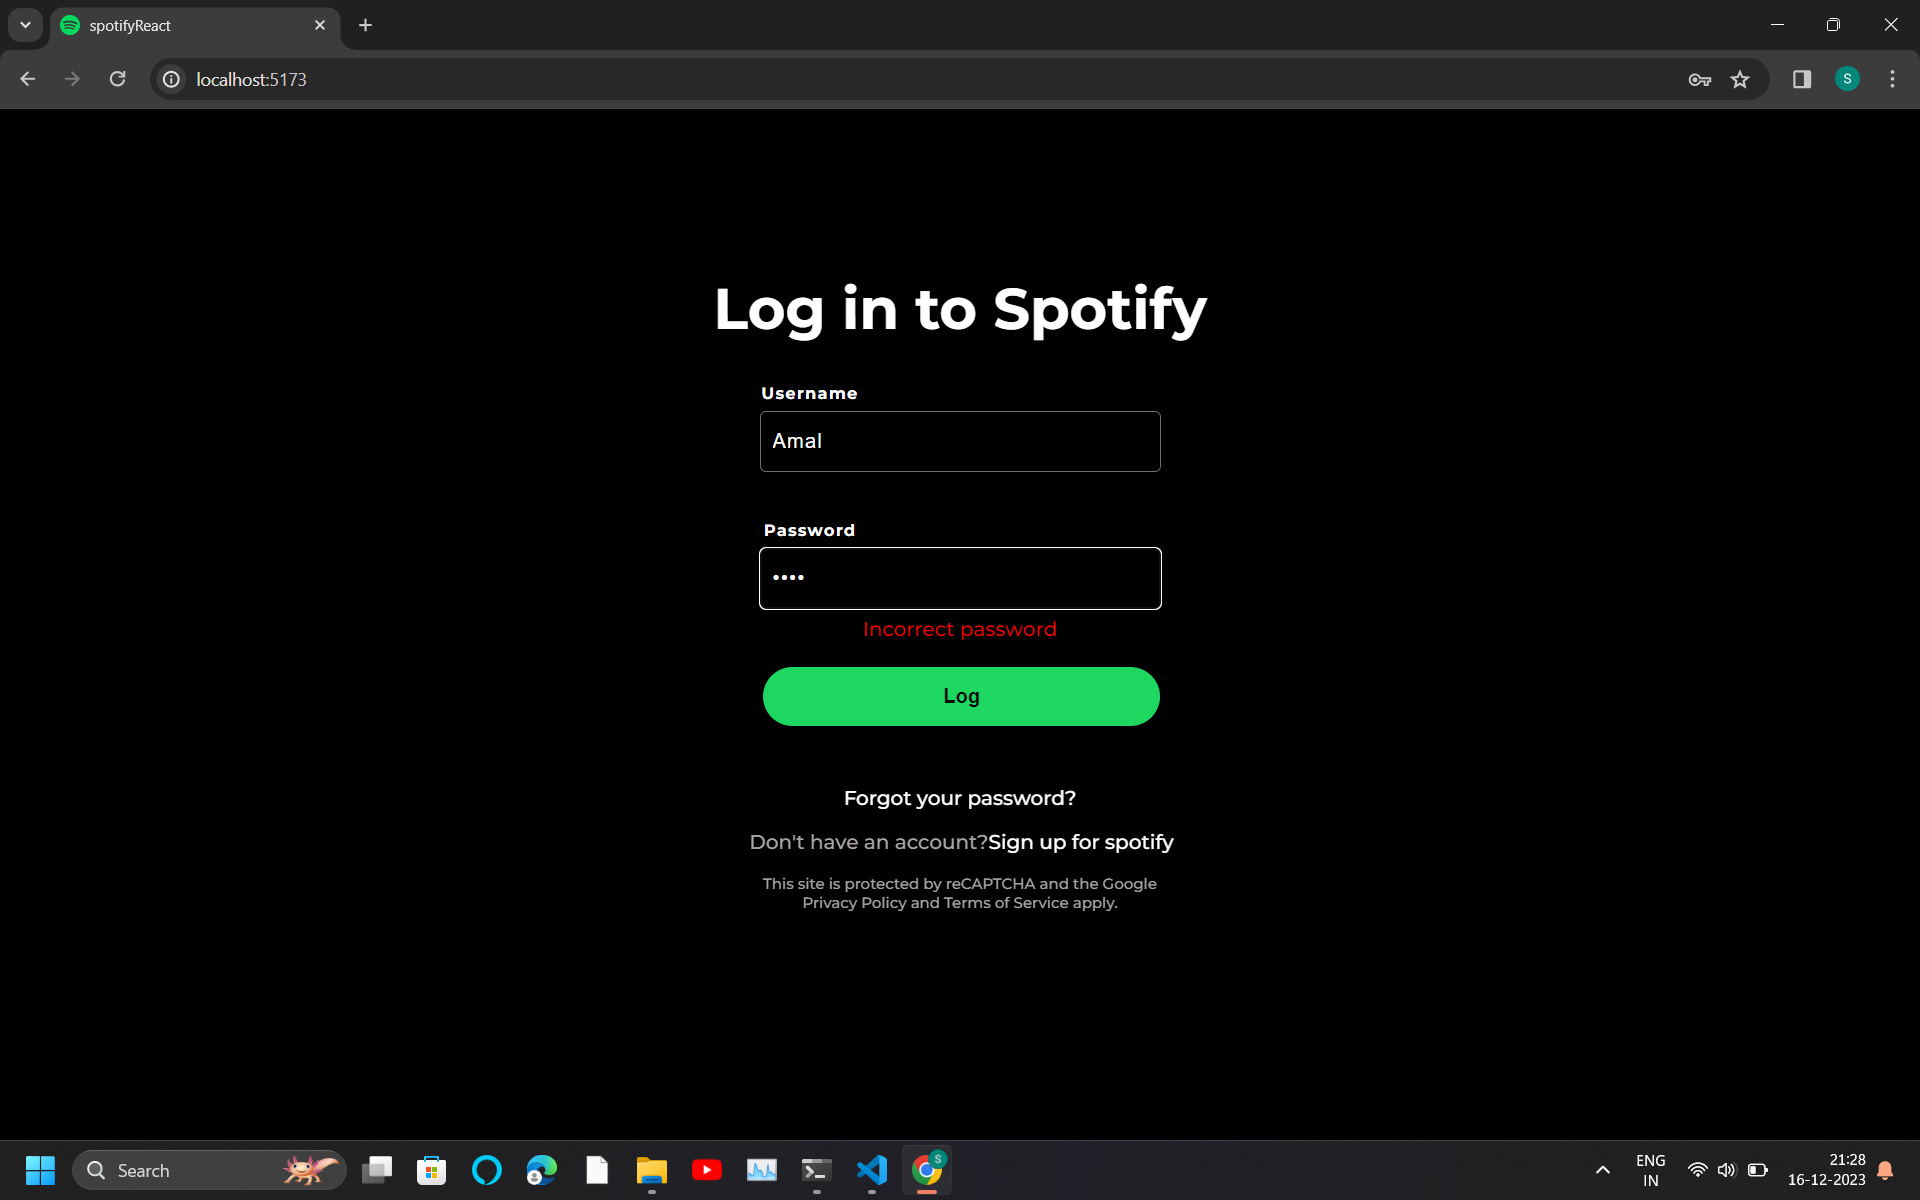 spotifyReact
localhost:5173
S
Log in to Spotify
Username
Amal
Password
••••
Incorrect password
Log
Forgot your password?
Don't have an account?Sign up for spotify
This site is protected by reCAPTCHA and the Google
Privacy Policy and Terms of Service apply.
Search
S
ENG
IN
21:28
16-12-2023